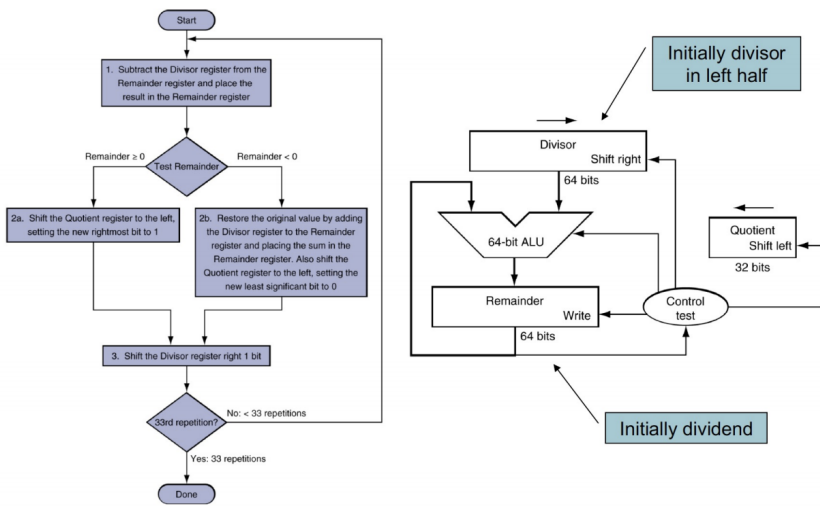 Start
1. Subtract the Divisor register from the
Remainder register and place the
result in the Remainder register
Remainder ≥ 0
Remainder < 0
Test Remainder
2a. Shift the Quotient register to the left,
setting the new rightmost bit to 1
2b. Restore the original value by adding
the Divisor register to the Remainder
register and placing the sum in the
Remainder register. Also shift the
Quotient register to the left, setting the
new least significant bit to 0
3. Shift the Divisor register right 1 bit
33rd repetition?
No: < 33 repetitions
Yes: 33 repetitions
Done
Initially divisor
in left half
Divisor
Shift right
64 bits
64-bit ALU
Quotient
Shift left
32 bits
Remainder
Write
Control
test
64 bits
Initially dividend